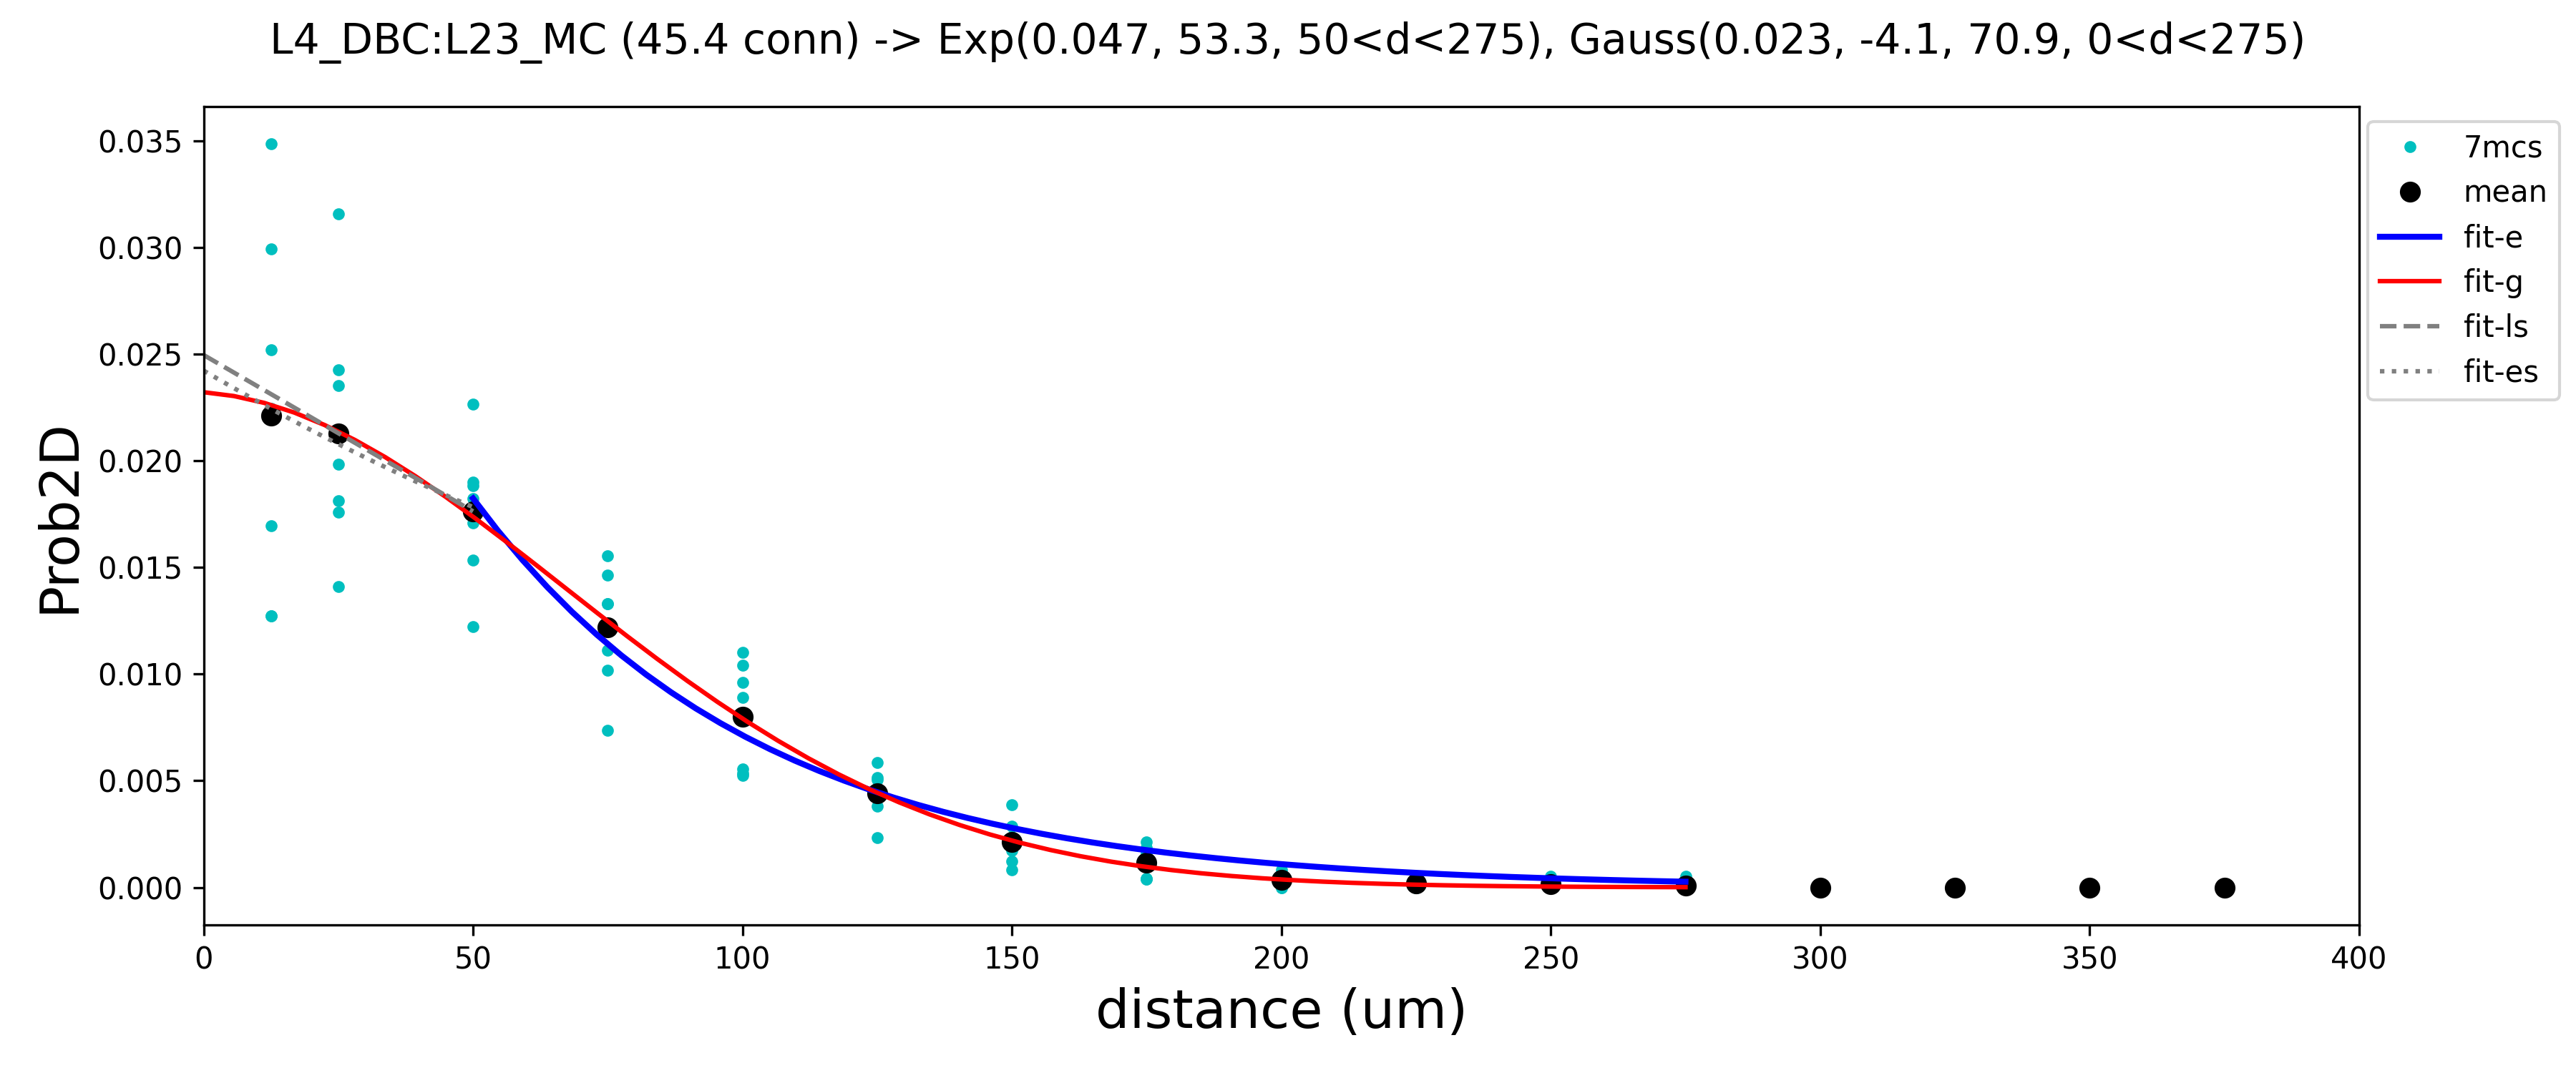 L4_DBC:L23_MC (45.4 conn) -> Exp(0.047, 53.3, 50<d<275), Gauss(0.023, -4.1, 70.9, 0<d<275)
0.035
0.030
0.025
0.020
0.015
0.010
0.005
0.000
Prob2D
0 50 100 150 200 250 300 350 400
distance (um)
7mcs
mean
fit-e
fit-g
fit-ls
fit-es